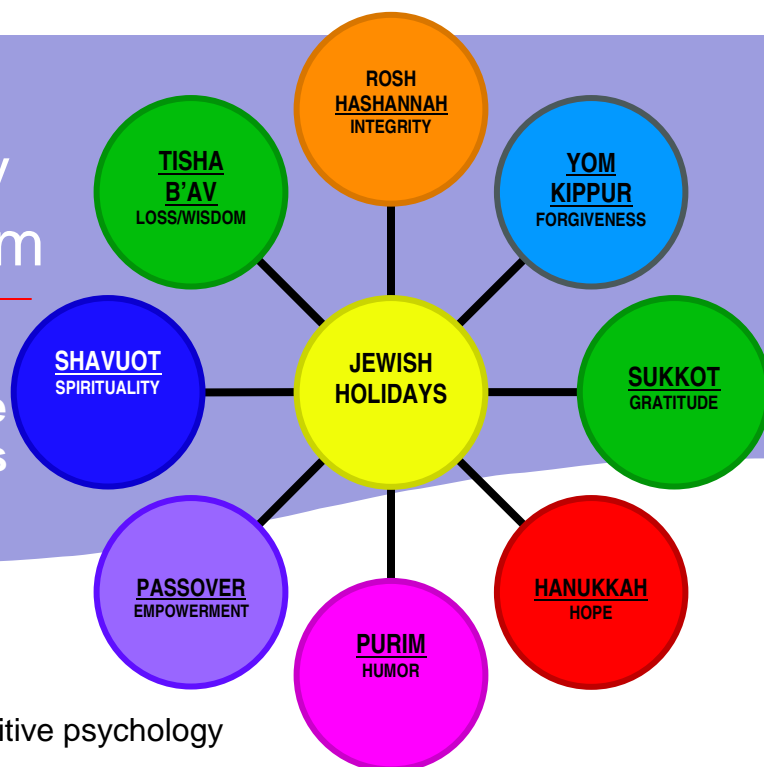 ROSH
HASHANNAH
INTEGRITY
YOM
KIPPUR
FORGIVENESS
SUKKOT
GRATITUDE
HANUKKAH
HOPE
PURIM
HUMOR
PASSOVER
EMPOWERMENT
SHAVUOT
SPIRITUALITY
TISHA
B'AV
LOSS/WISDOM
JEWISH
HOLIDAYS
y
m
e
s
itive psychology